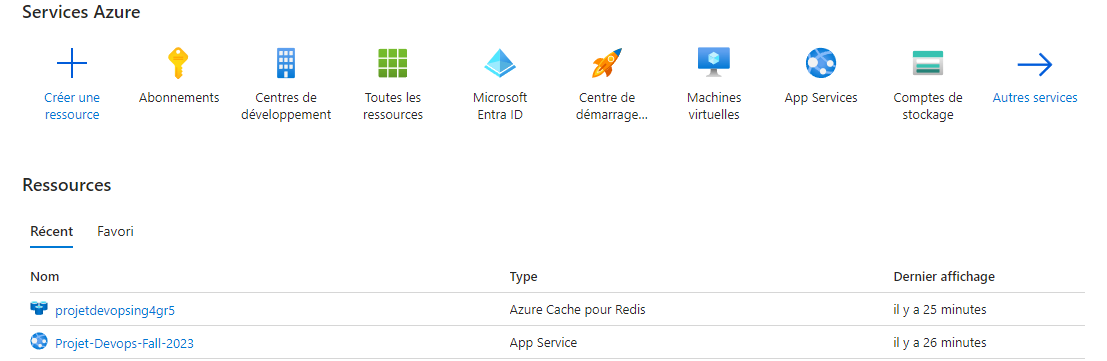 Services Azure
Créer une
ressource
Abonnements
Centres de
développement
Toutes les
ressources
Microsoft
Entra ID
Centre de
démarrage...
Machines
virtuelles
App Services
Comptes de
stockage
Autres services
Ressources
Récent Favori
Nom Type Dernier affichage
projetdevopsing4gr5 Azure Cache pour Redis il y a 25 minutes
Projet-Devops-Fall-2023 App Service il y a 26 minutes